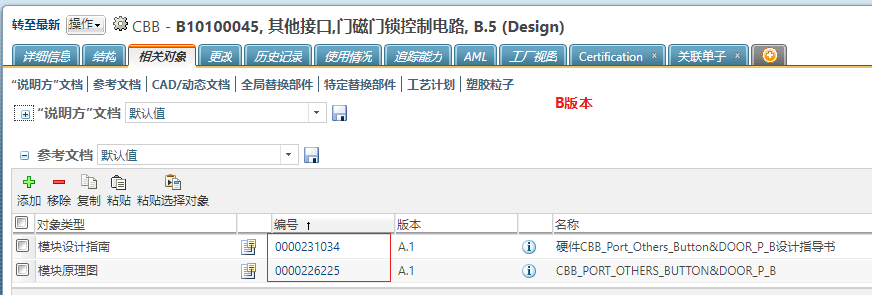 转至最新 操作 CBB - B10100045, 其他接口,门磁门锁控制电路, B.5 (Design)
详细信息 结构 相关对象 更改 历史记录 使用情况 追踪能力 AML 工厂视图 Certification × 关联单子 ×
“说明方”文档 | 参考文档 | CAD/动态文档 | 全局替换部件 | 特定替换部件 | 工艺计划 | 塑胶粒子
B版本
“说明方”文档 默认值
参考文档 默认值
添加 移除 复制 粘贴 粘贴选择对象
对象类型 编号 ↑ 版本 名称
模块设计指南 0000231034 A.1 硬件CBB_Port_Others_Button&DOOR_P_B设计指导书
模块原理图 0000226225 A.1 CBB_PORT_OTHERS_BUTTON&DOOR_P_B